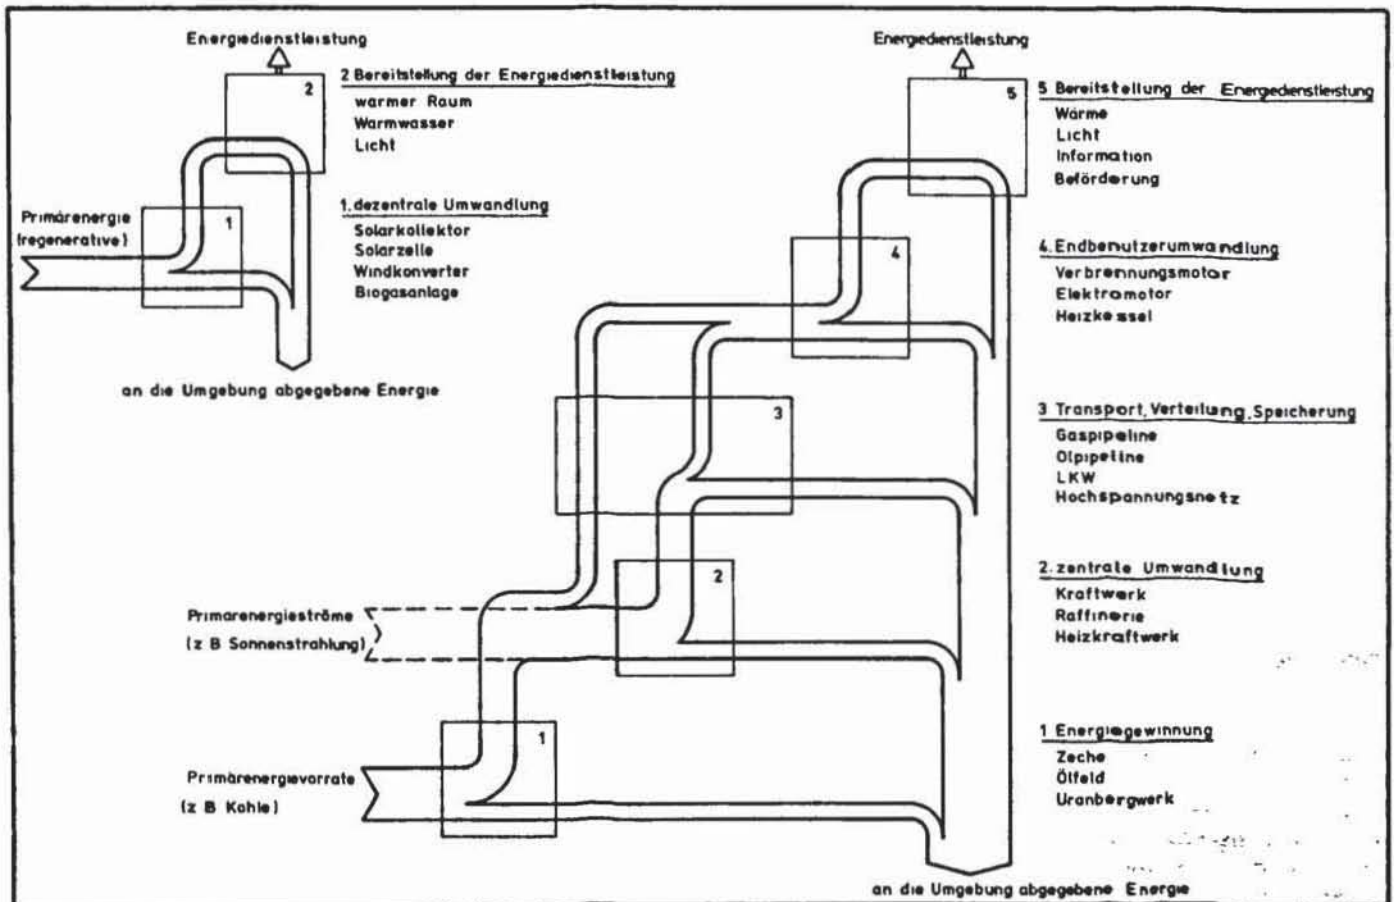 Energiedienstleistung
2
2 Bereitstellung der Energiedienstleistung
warmer Raum
Warmwasser
Licht
Primärenergie
(regenerative)
1
1. dezentrale Umwandlung
Solarkollektor
Solarzelle
Windkonverter
Biogasanlage
an die Umgebung abgegebene Energie
Energiedienstleistung
5
5 Bereitstellung der Energiedienstleistung
Wärme
Licht
Information
Beförderung
4
4. Endbenutzerumwandlung
Verbrennungsmotor
Elektromotor
Heizkessel
3
3 Transport, Verteilung, Speicherung
Gaspipeline
Olpipeline
LKW
Hochspannungsnetz
Primarenergieströme
(z B Sonnenstrahlung)
2
2. zentrale Umwandlung
Kraftwerk
Raffinerie
Heizkraftwerk
Primärenergievorrate
(z B Kohle)
1
1 Energiegewinnung
Zeche
Ölfeld
Uranbergwerk
an die Umgebung abgegebene Energie